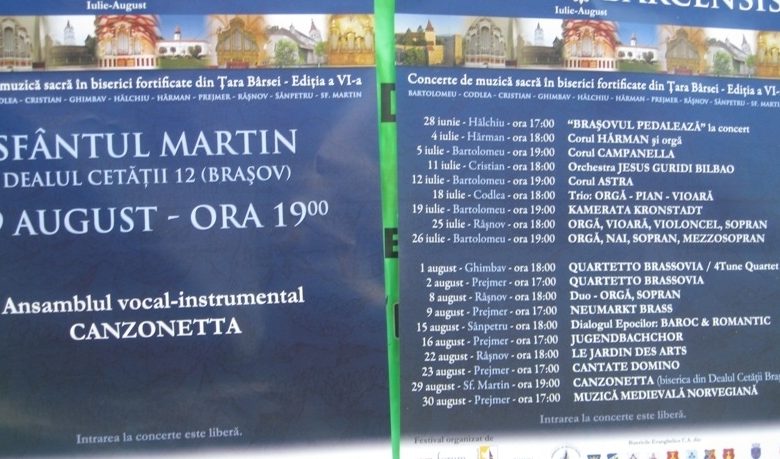 Iulie-August
muzică sacră în biserici fortificate din Țara Bârsei - Ediția a VI-a
CODLEA - CRISTIAN - GHIMBAV - HĂLCHIU - HĂRMAN - PREJMER - RÂȘNOV - SÂNPETRU - SF. MARTIN
SFÂNTUL MARTIN
DEALUL CETĂȚII 12 (BRAȘOV)
9 AUGUST - ORA 19⁰⁰
Ansamblul vocal-instrumental
CANZONETTA
Intrarea la concerte este liberă.
Iulie-August
Concerte de muzică sacră în biserici fortificate din Țara Bârsei - Ediția a VI-
BARTOLOMEU - CODLEA - CRISTIAN - GHIMBAV - HĂLCHIU - HĂRMAN - PREJMER - RÂȘNOV - SÂNPETRU - SF. MARTIN
28 iunie - Hălchiu - ora 17:00 "BRAȘOVUL PEDALEAZĂ" la concert
4 iulie - Hărman - ora 18:00 Corul HĂRMAN și orgă
5 iulie - Bartolomeu - ora 19:00 Corul CAMPANELLA
11 iulie - Cristian - ora 18:00 Orchestra JESUS GURIDI BILBAO
12 iulie - Bartolomeu - ora 19:00 Corul ASTRA
18 iulie - Codlea - ora 18:00 Trio: ORGĂ - PIAN - VIOARĂ
19 iulie - Bartolomeu - ora 19:00 KAMERATA KRONSTADT
25 iulie - Râșnov - ora 18:00 ORGĂ, VIOARĂ, VIOLONCEL, SOPRAN
26 iulie - Bartolomeu - ora 19:00 ORGĂ, NAI, SOPRAN, MEZZOSOPRAN
1 august - Ghimbav - ora 18:00 QUARTETTO BRASSOVIA / 4Tune Quartet
2 august - Prejmer - ora 17:00 QUARTETTO BRASSOVIA
8 august - Râșnov - ora 18:00 Duo - ORGĂ, SOPRAN
9 august - Prejmer - ora 17:00 NEUMARKT BRASS
15 august - Sânpetru - ora 18:00 Dialogul Epocilor: BAROC & ROMANTIC
16 august - Prejmer - ora 17:00 JUGENDBACHCHOR
22 august - Râșnov - ora 18:00 LE JARDIN DES ARTS
23 august - Prejmer - ora 17:00 CANTATE DOMINO
29 august - Sf. Martin - ora 19:00 CANZONETTA (biserica din Dealul Cetății Braș
30 august - Prejmer - ora 17:00 MUZICĂ MEDIEVALĂ NORVEGIANĂ
Intrarea la concerte este liberă.
Festival organizat de
Bisericile Evanghelice C.A. din